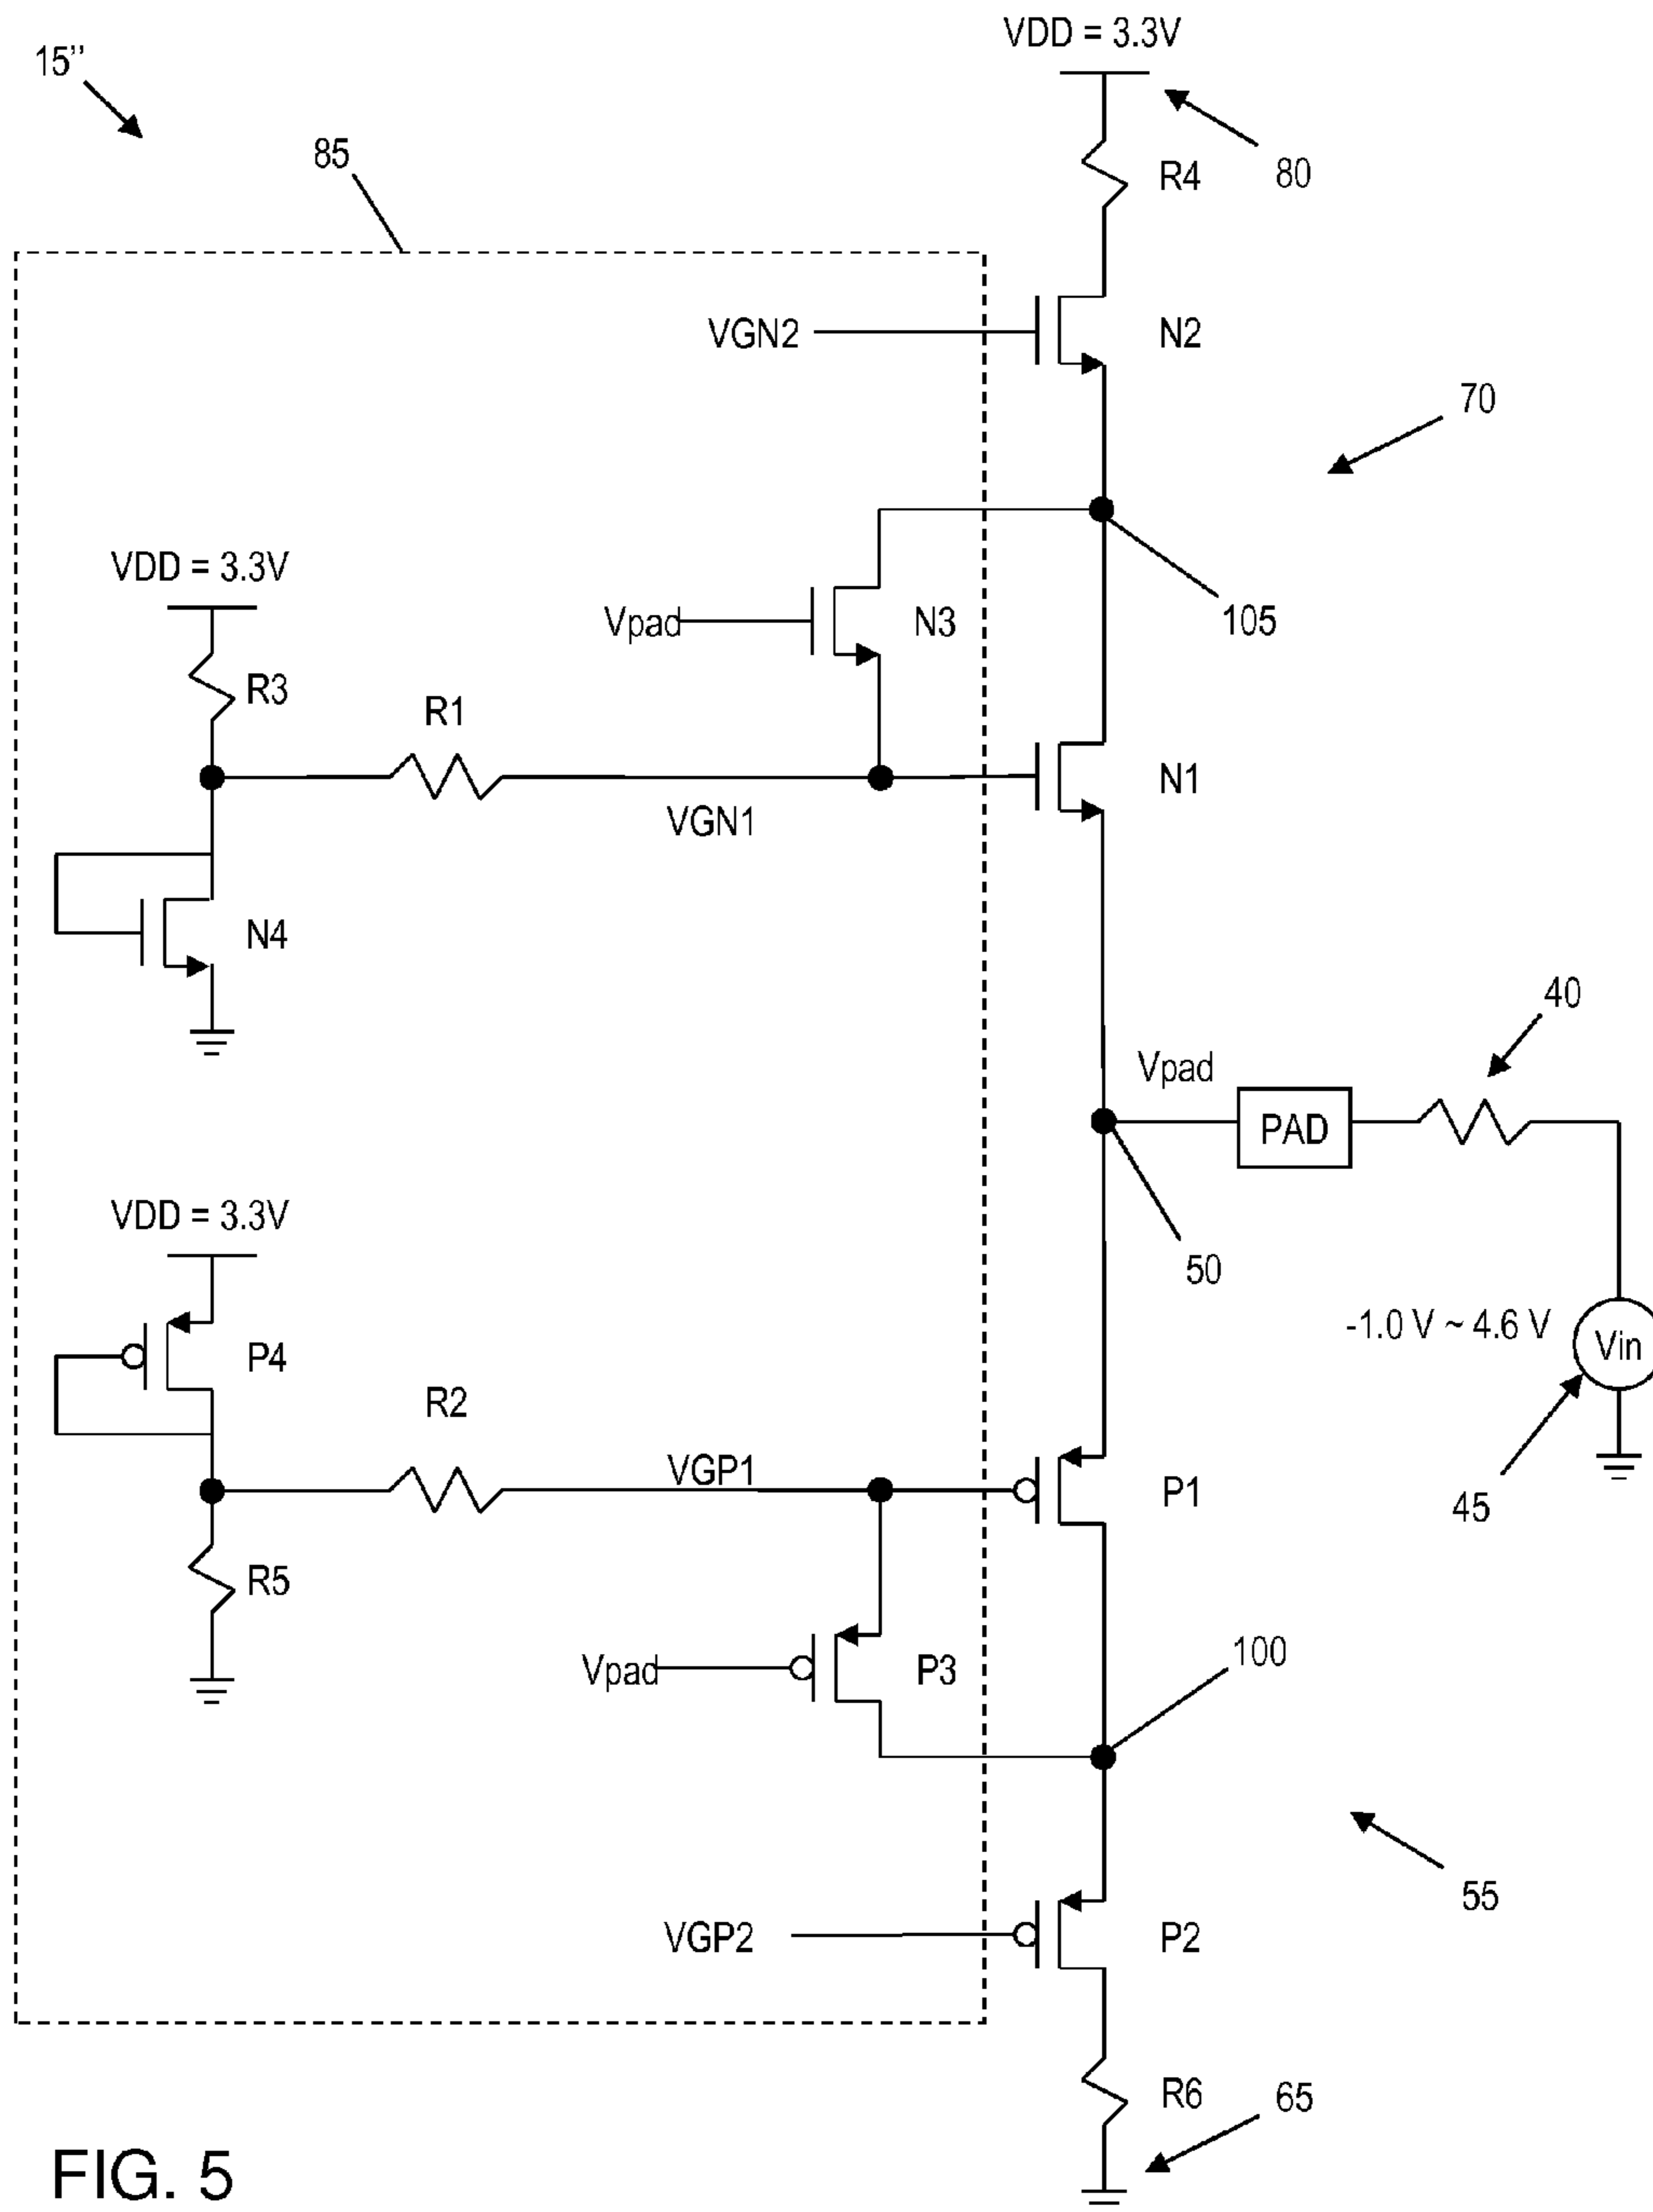 VDD = 3.3V
15’’
85
R4
80
VGN2
N2
70
VDD = 3.3V
Vpad
N3
105
R3
R1
VGN1
N1
N4
40
Vpad
PAD
VDD = 3.3V
50
-1.0 V ~ 4.6 V
Vin
P4
R2
VGP1
P1
45
R5
Vpad
P3
100
55
VGP2
P2
R6
65
FIG. 5